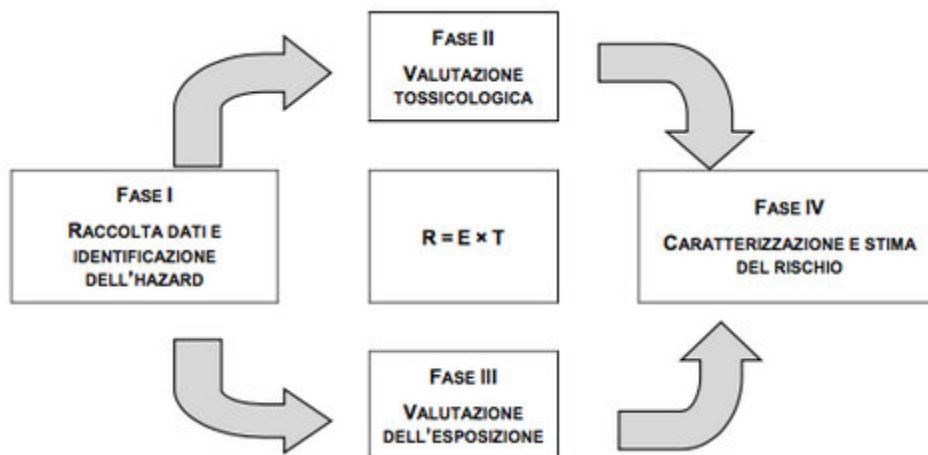 FASE I
RACCOLTA DATI E
IDENTIFICAZIONE
DELL'HAZARD
FASE II
VALUTAZIONE
TOSSICOLOGICA
R = E × T
FASE III
VALUTAZIONE
DELL'ESPOSIZIONE
FASE IV
CARATTERIZZAZIONE E STIMA
DEL RISCHIO